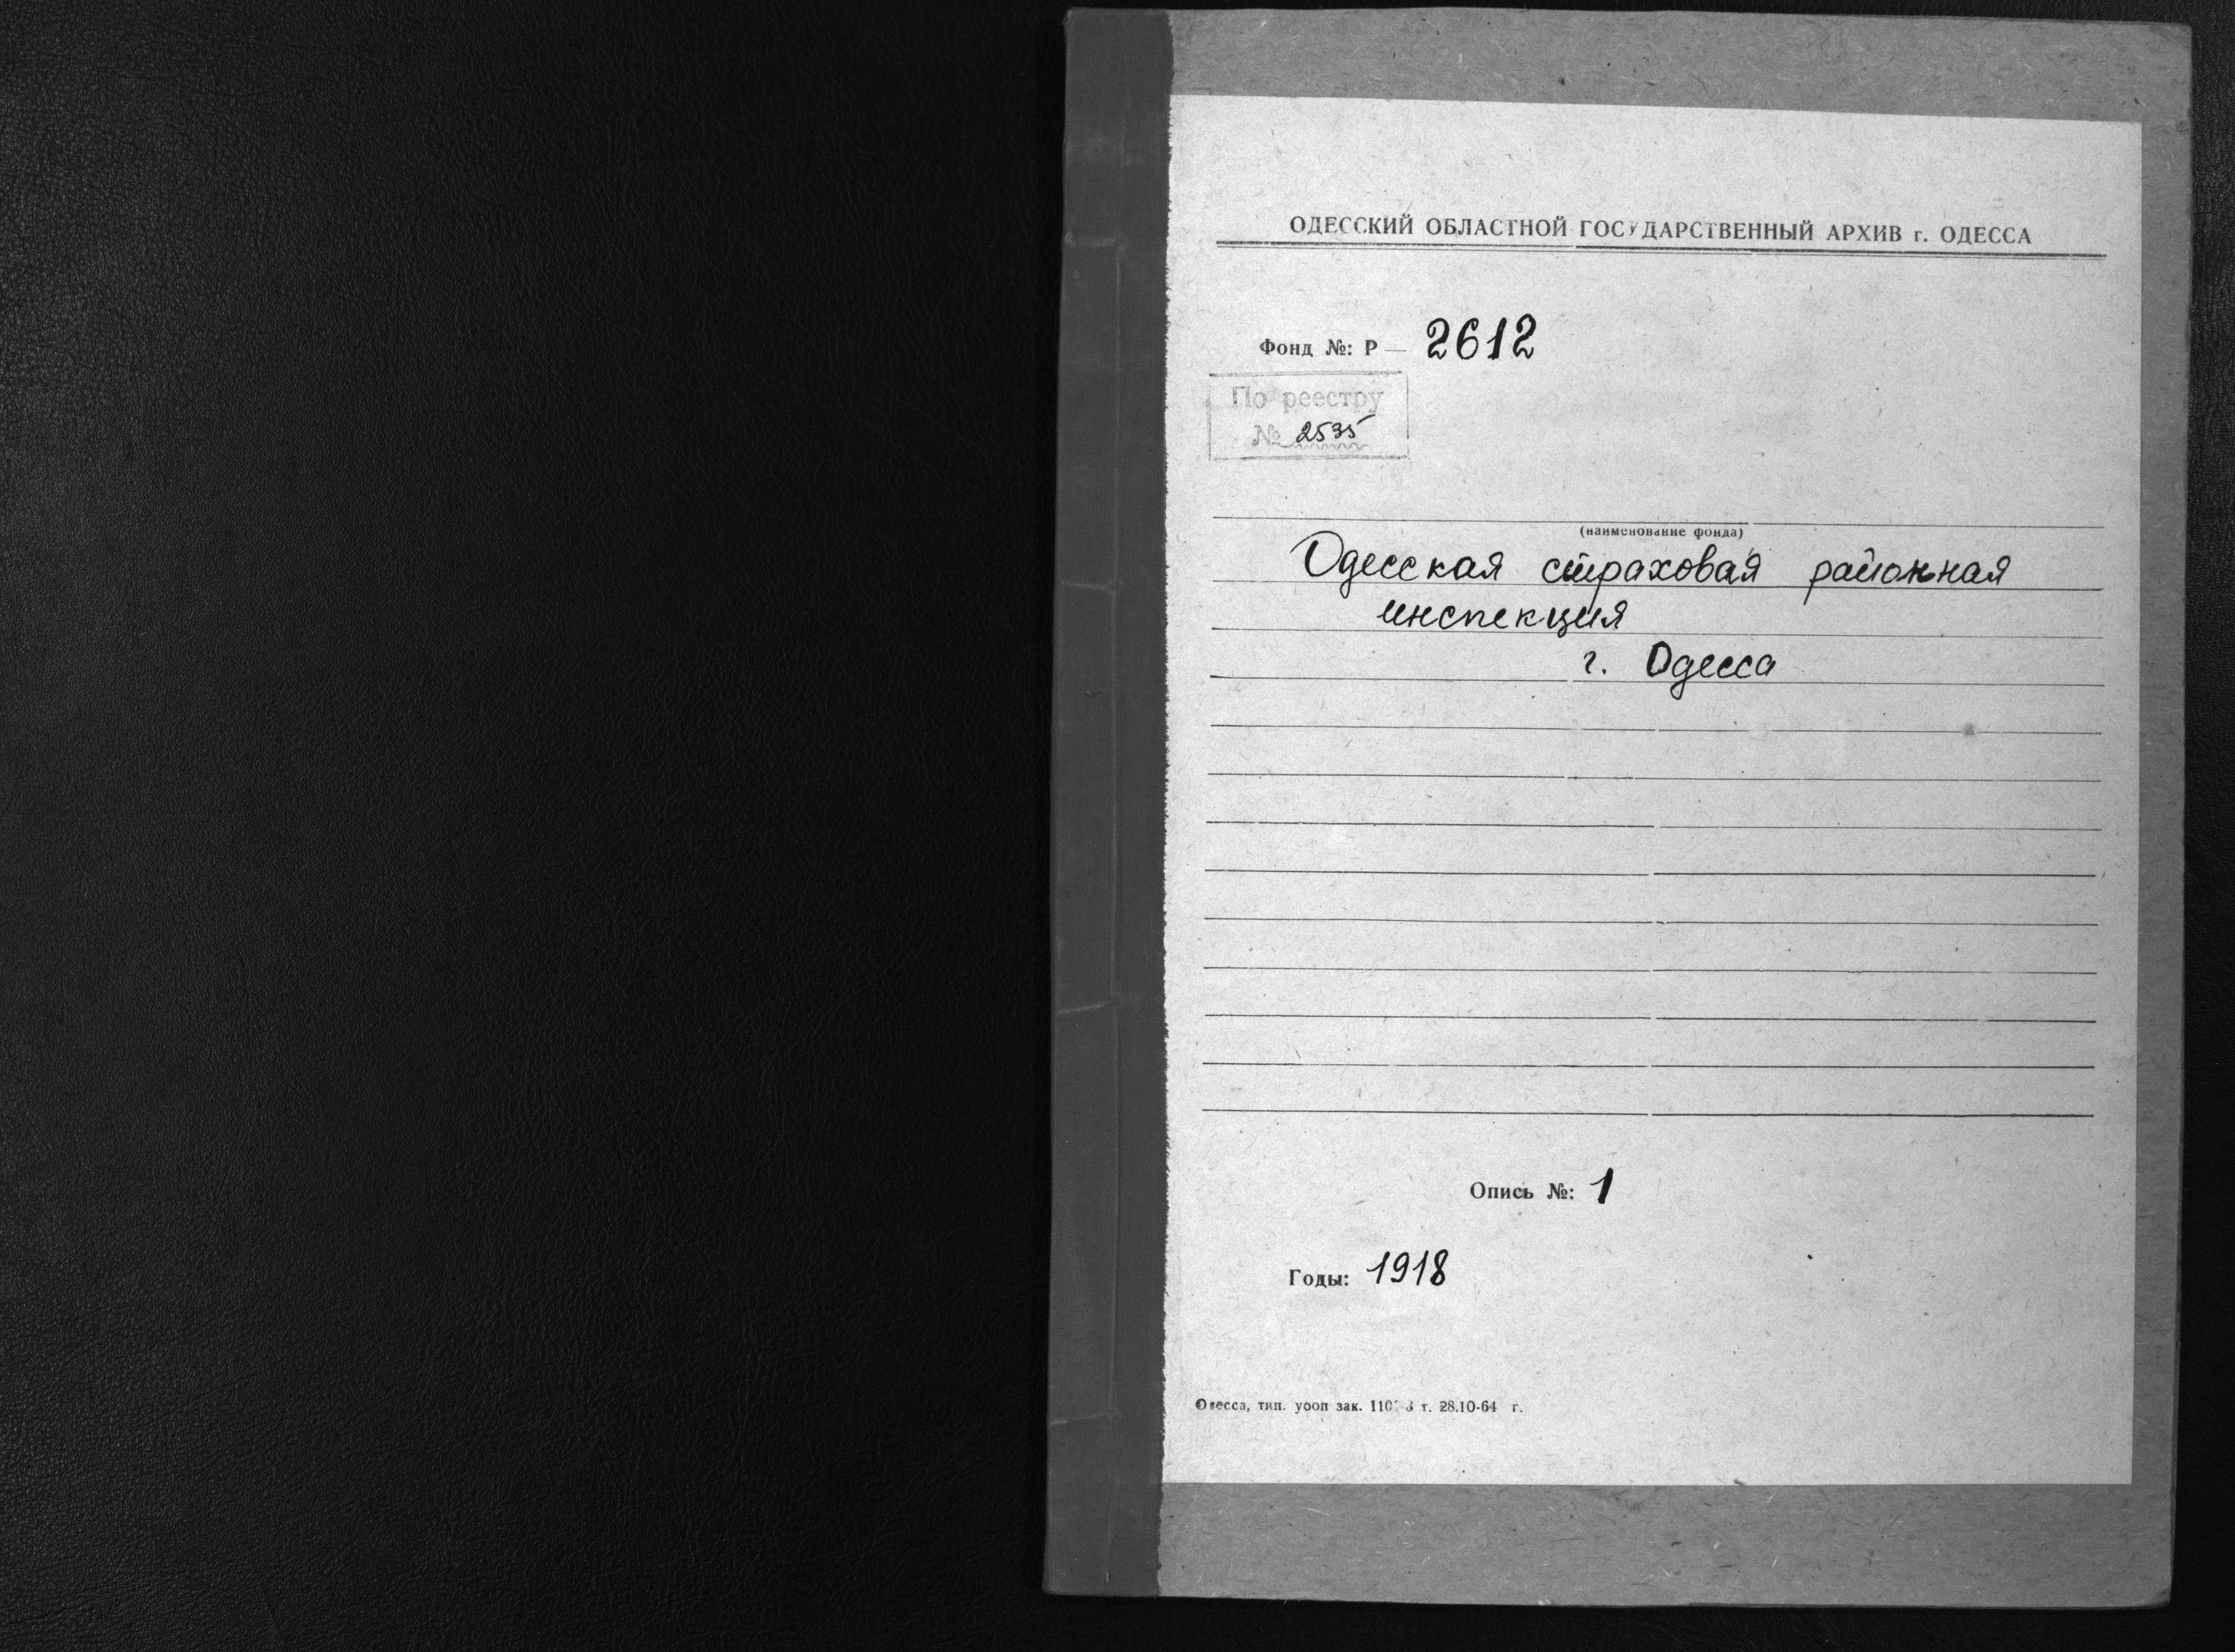 ОДЕССКИЙ ОБЛАСТНОЙ ГОСУДАРСТВЕННЫЙ АРХИВ г. ОДЕССА
Фонд №: Р — 2612
По реестру
№ 2535
(наименование фонда)
Одесская страховая районная
инспекция
г. Одесса
Опись №: 1
Годы: 1918
Одесса, тип. уооп зак. т. 28.10-64 г.